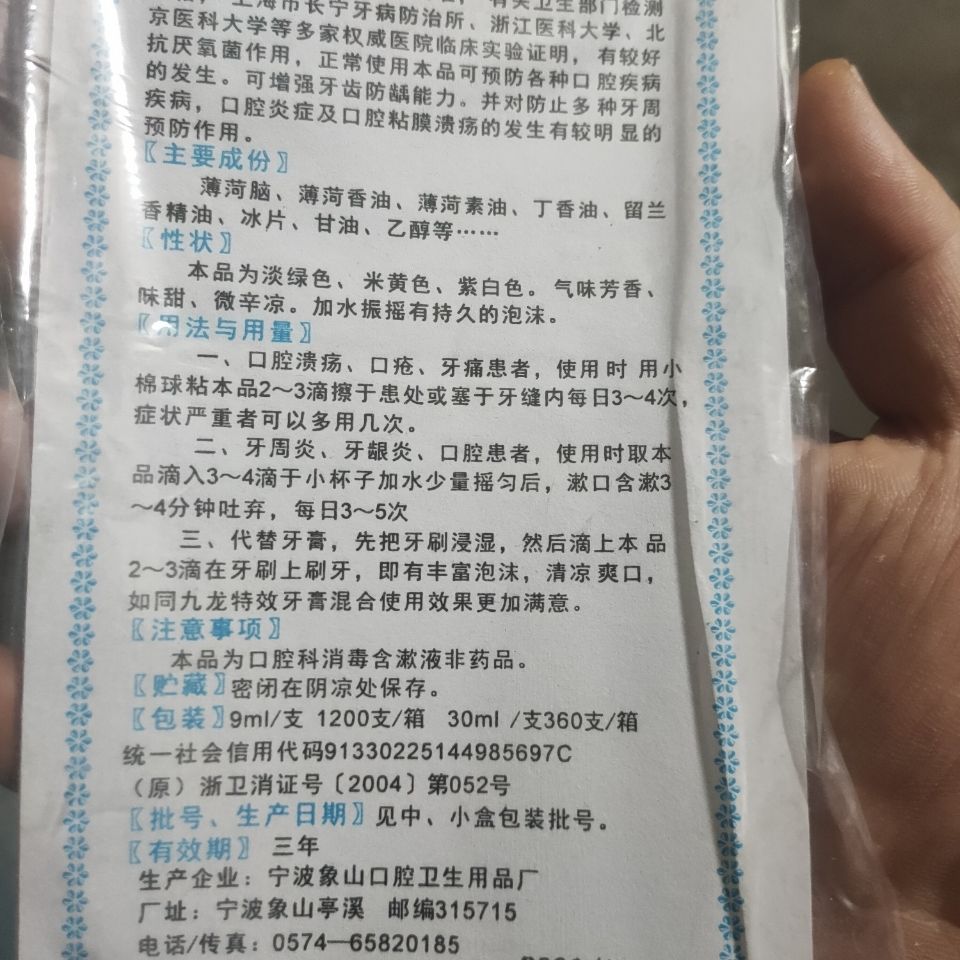 上海市长宁牙病防治所、浙江医科大学、北
京医科大学等多家权威医院临床实验证明，有较好
抗厌氧菌作用，正常使用本品可预防各种口腔疾病
的发生。可增强牙齿防龋能力。并对防止多种牙周
疾病，口腔炎症及口腔粘膜溃疡的发生有较明显的
预防作用。
〖主要成份〗
薄荷脑、薄荷香油、薄荷素油、丁香油、留兰
香精油、冰片、甘油、乙醇等……
〖性状〗
本品为淡绿色、米黄色、紫白色。气味芳香、
味甜、微辛凉。加水振摇有持久的泡沫。
〖用法与用量〗
一、口腔溃疡、口疮、牙痛患者，使用时用小
棉球粘本品2～3滴擦于患处或塞于牙缝内每日3～4次，
症状严重者可以多用几次。
二、牙周炎、牙龈炎、口腔患者，使用时取本
品滴入3～4滴于小杯子加水少量摇匀后，漱口含漱3
～4分钟吐弃，每日3～5次
三、代替牙膏，先把牙刷浸湿，然后滴上本品
2～3滴在牙刷上刷牙，即有丰富泡沫，清凉爽口，
如同九龙特效牙膏混合使用效果更加满意。
〖注意事项〗
本品为口腔科消毒含漱液非药品。
〖贮藏〗密闭在阴凉处保存。
〖包装〗9ml/支 1200支/箱 30ml /支360支/箱
统一社会信用代码91330225144985697C
（原）浙卫消证号〔2004〕第052号
〖批号、生产日期〗见中、小盒包装批号。
〖有效期〗 三年
生产企业：宁波象山口腔卫生用品厂
厂址：宁波象山亭溪 邮编315715
电话/传真：0574—65820185